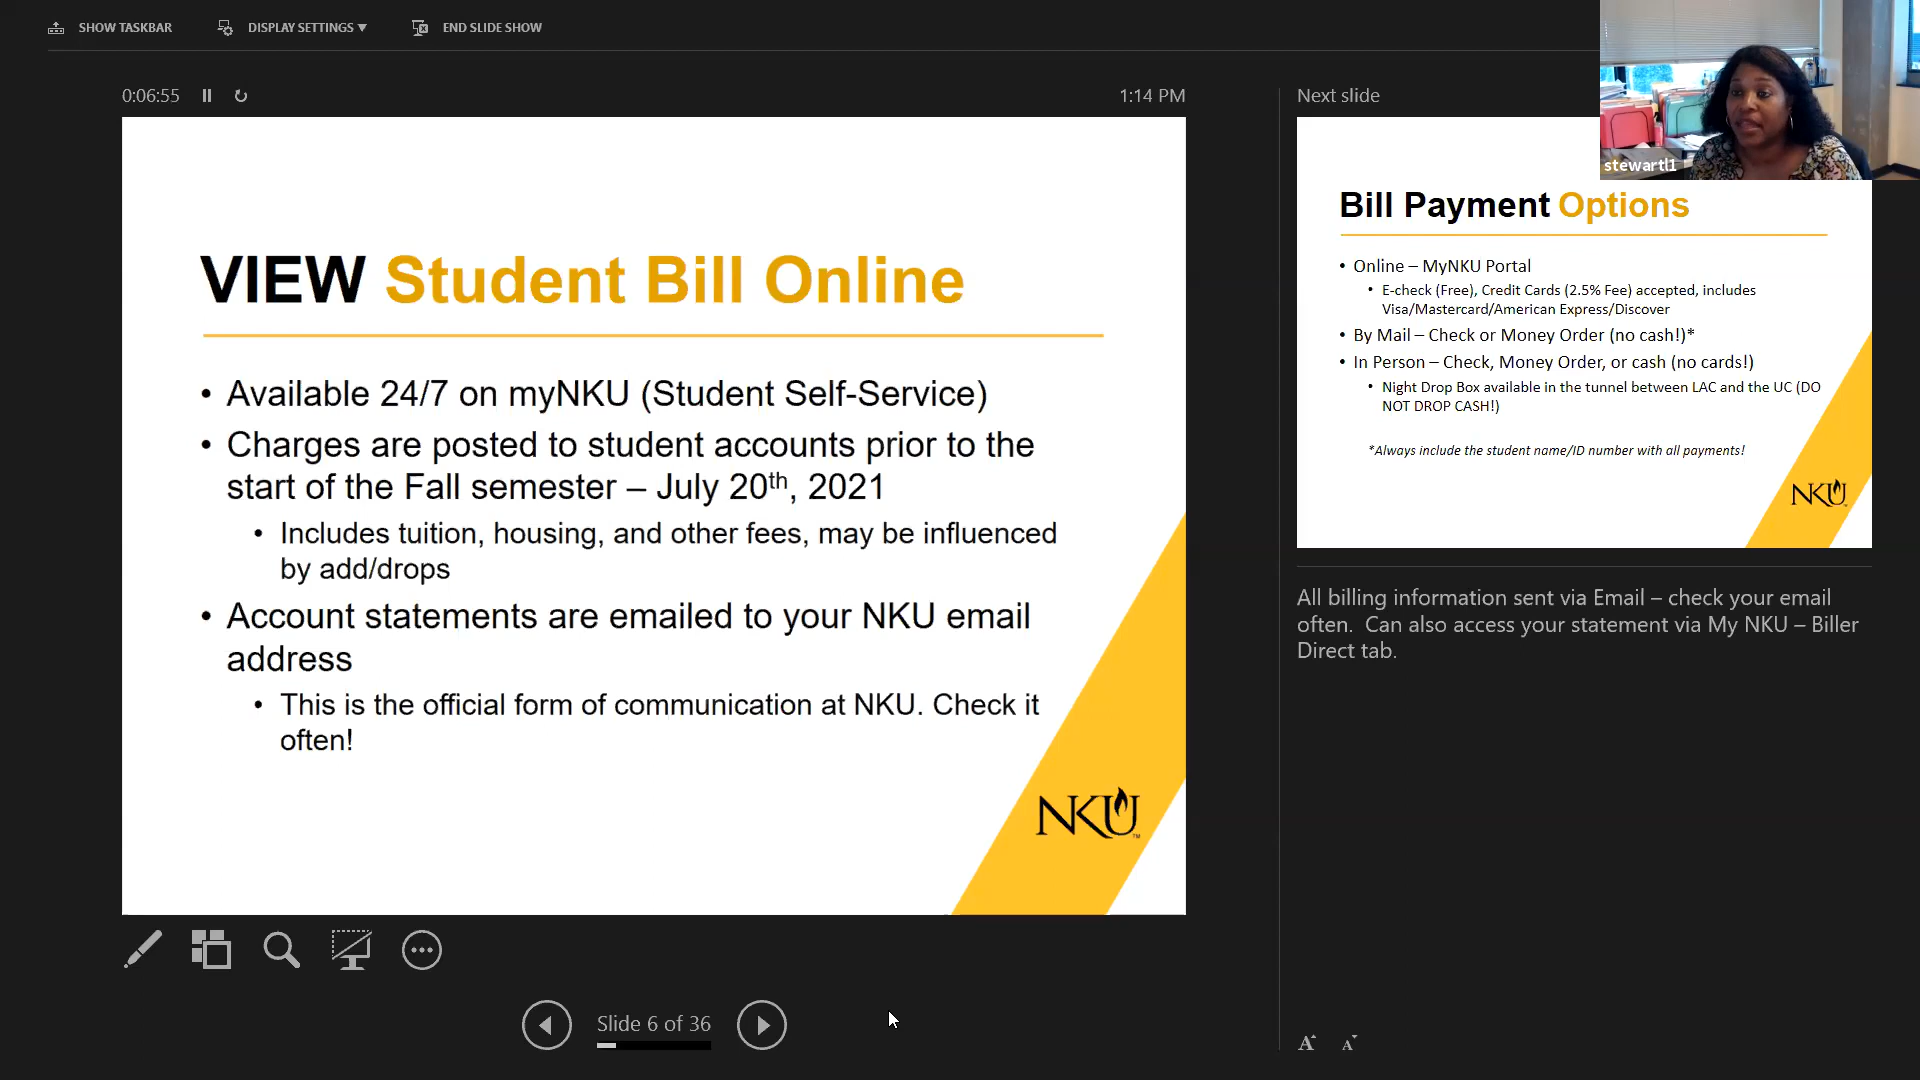 SHOW TASKBAR
DISPLAY SETTINGS ▼
END SLIDE SHOW
0:06:55
1:14 PM
VIEW Student Bill Online
• Available 24/7 on myNKU (Student Self-Service)
• Charges are posted to student accounts prior to the
start of the Fall semester – July 20th, 2021
• Includes tuition, housing, and other fees, may be influenced
by add/drops
• Account statements are emailed to your NKU email
address
• This is the official form of communication at NKU. Check it
often!
NKU
TM
Slide 6 of 36
Next slide
stewartl1
Bill Payment Options
• Online – MyNKU Portal
• E-check (Free), Credit Cards (2.5% Fee) accepted, includes
Visa/Mastercard/American Express/Discover
• By Mail – Check or Money Order (no cash!)*
• In Person – Check, Money Order, or cash (no cards!)
• Night Drop Box available in the tunnel between LAC and the UC (DO
NOT DROP CASH!)
*Always include the student name/ID number with all payments!
NKU
All billing information sent via Email – check your email
often. Can also access your statement via My NKU – Biller
Direct tab.
A A